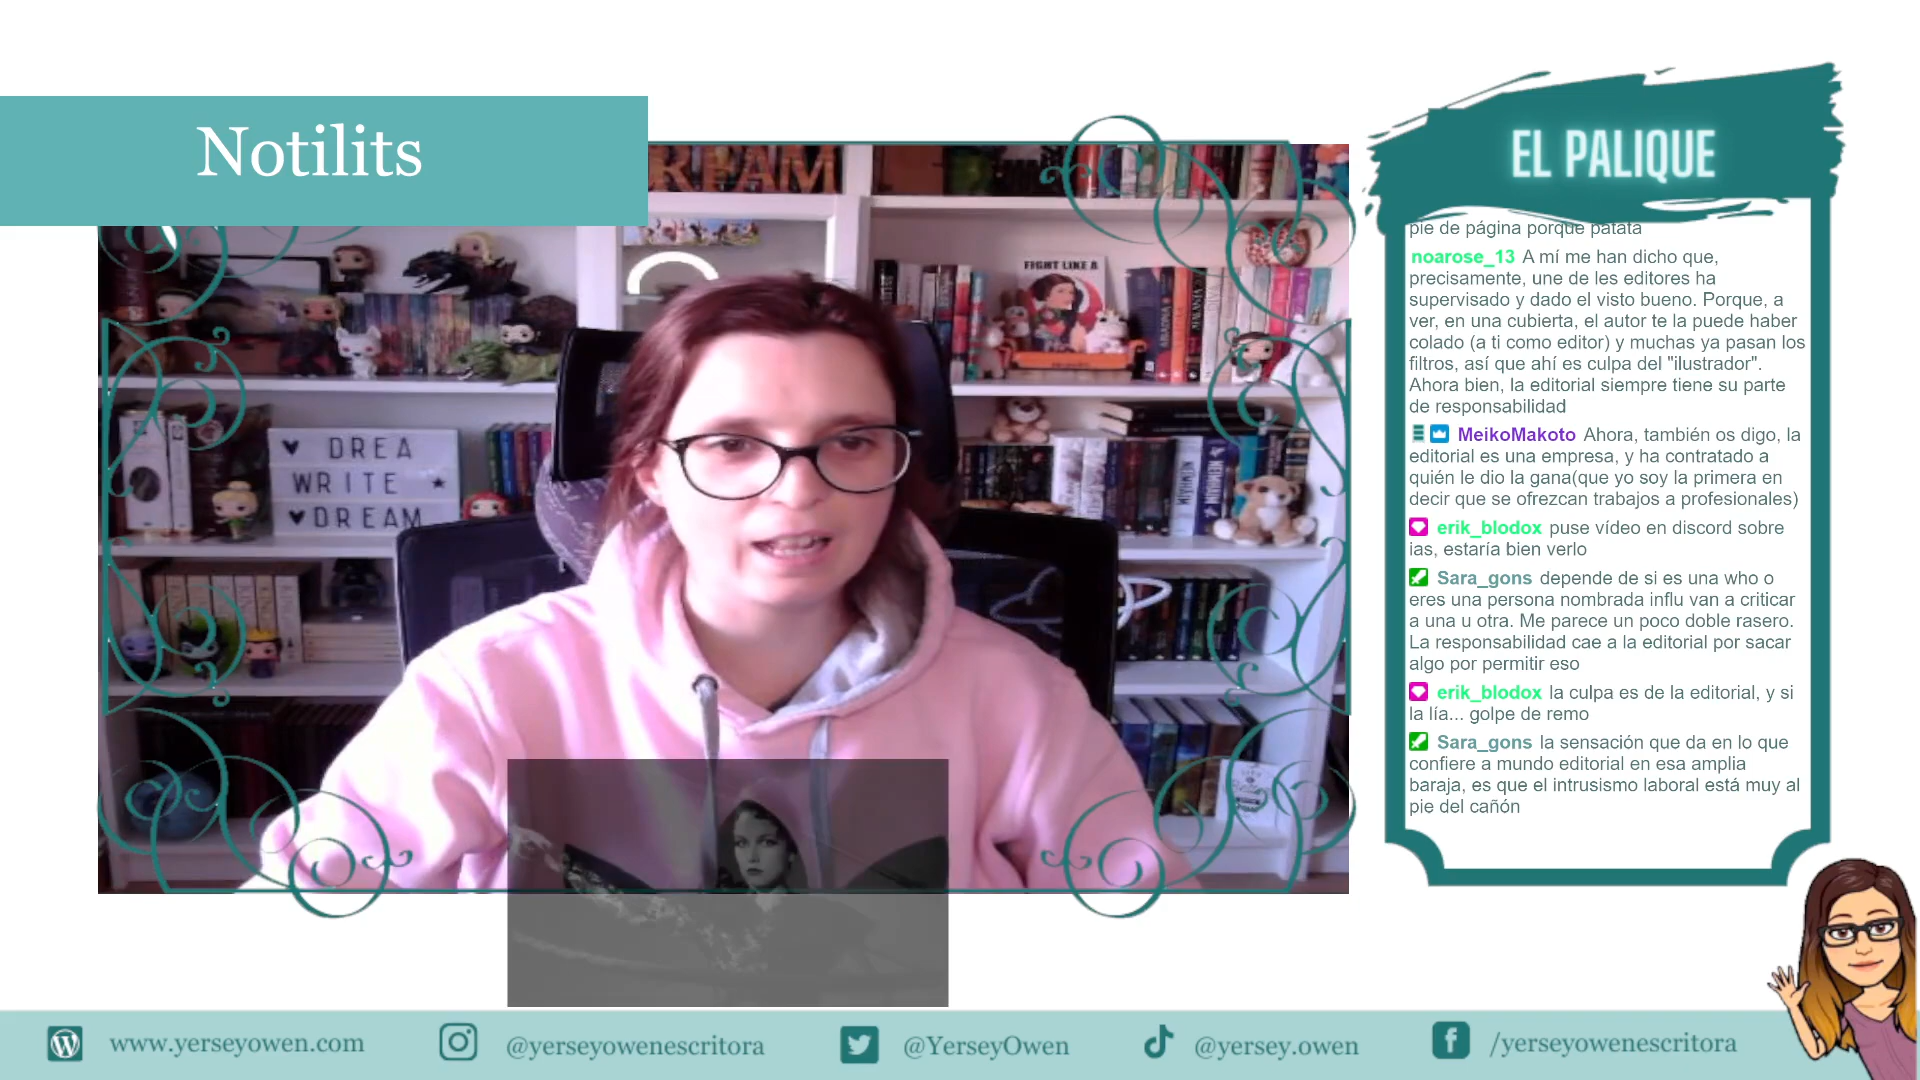 Notilits
EL PALIQUE
REAM
FIGHT LIKE A
DREA
WRITE
DREAM
pie de página porque patata
noarose_13 A mí me han dicho que,
precisamente, une de les editores ha
supervisado y dado el visto bueno. Porque, a
ver, en una cubierta, el autor te la puede haber
colado (a ti como editor) y muchas ya pasan los
filtros, así que ahí es culpa del "ilustrador".
Ahora bien, la editorial siempre tiene su parte
de responsabilidad
MeikoMakoto Ahora, también os digo, la
editorial es una empresa, y ha contratado a
quién le dio la gana(que yo soy la primera en
decir que se ofrezcan trabajos a profesionales)
erik_blodox puse vídeo en discord sobre
ias, estaría bien verlo
Sara_gons depende de si es una who o
eres una persona nombrada influ van a criticar
a una u otra. Me parece un poco doble rasero.
La responsabilidad cae a la editorial por sacar
algo por permitir eso
erik_blodox la culpa es de la editorial, y si
la lía... golpe de remo
Sara_gons la sensación que da en lo que
confiere a mundo editorial en esa amplia
baraja, es que el intrusismo laboral está muy al
pie del cañón
www.yerseyowen.com
@yerseyowenescritora
@YerseyOwen
@yersey.owen
/yerseyowenescritora